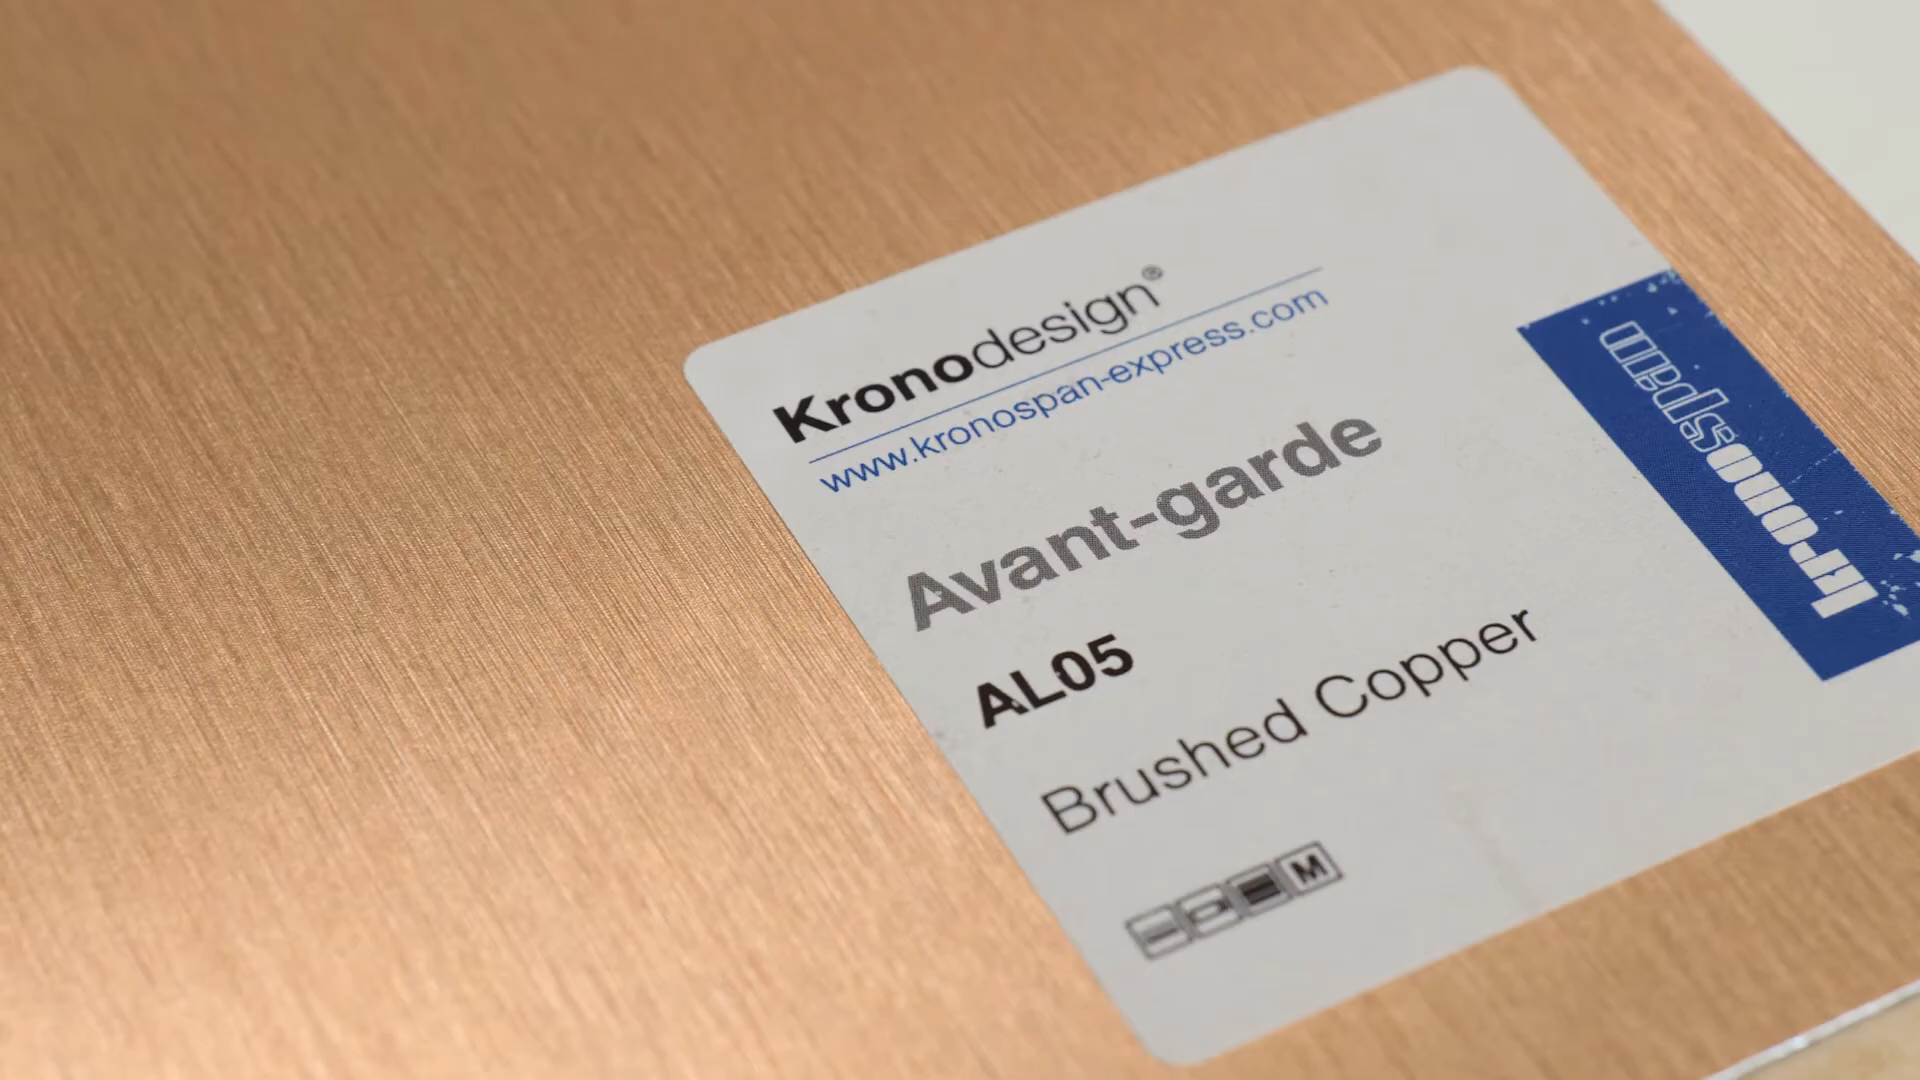 Kronodesign®
www.kronospan-express.com
Avant-garde
AL05
Brushed Copper
M
kronospan